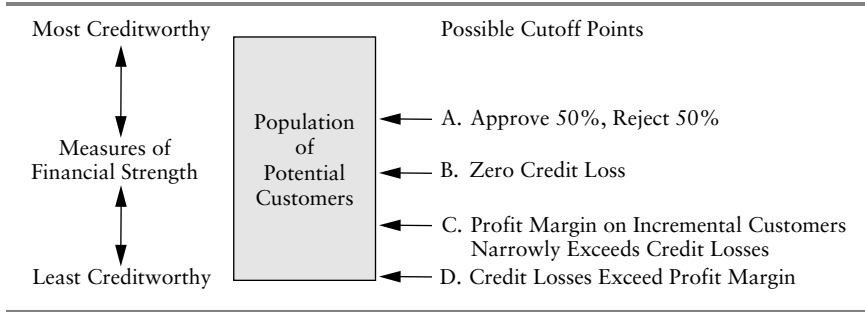 Most Creditworthy
Possible Cutoff Points
Population
of
Potential
Customers
A. Approve 50%, Reject 50%
Measures of
Financial Strength
B. Zero Credit Loss
C. Profit Margin on Incremental Customers
Narrowly Exceeds Credit Losses
Least Creditworthy
D. Credit Losses Exceed Profit Margin